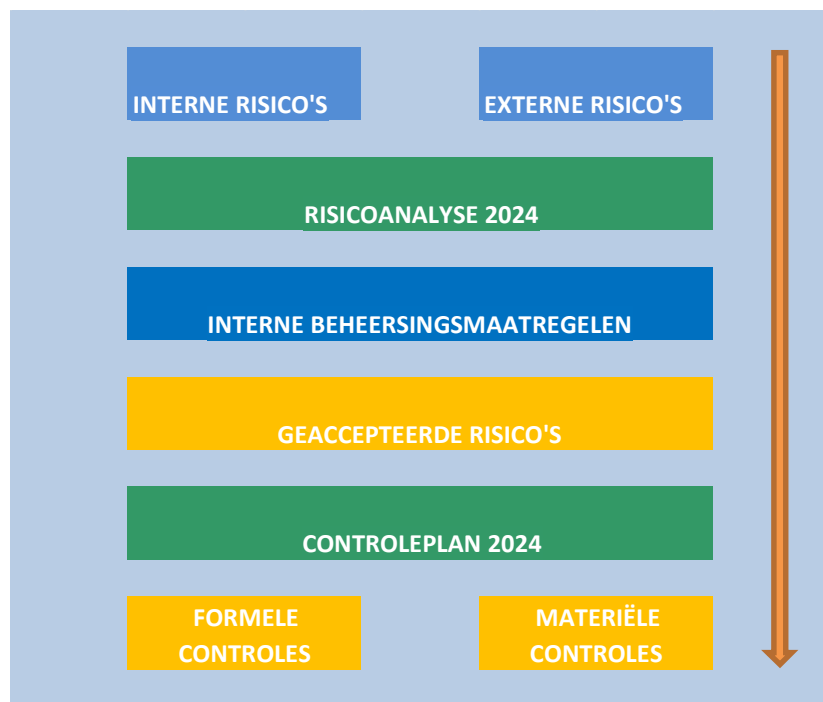 INTERNE RISICO'S
EXTERNE RISICO'S
RISICOANALYSE 2024
INTERNE BEHEERSINGSMAATREGELEN
GEACCEPTEERDE RISICO'S
CONTROLEPLAN 2024
FORMELE
CONTROLES
MATERIËLE
CONTROLES